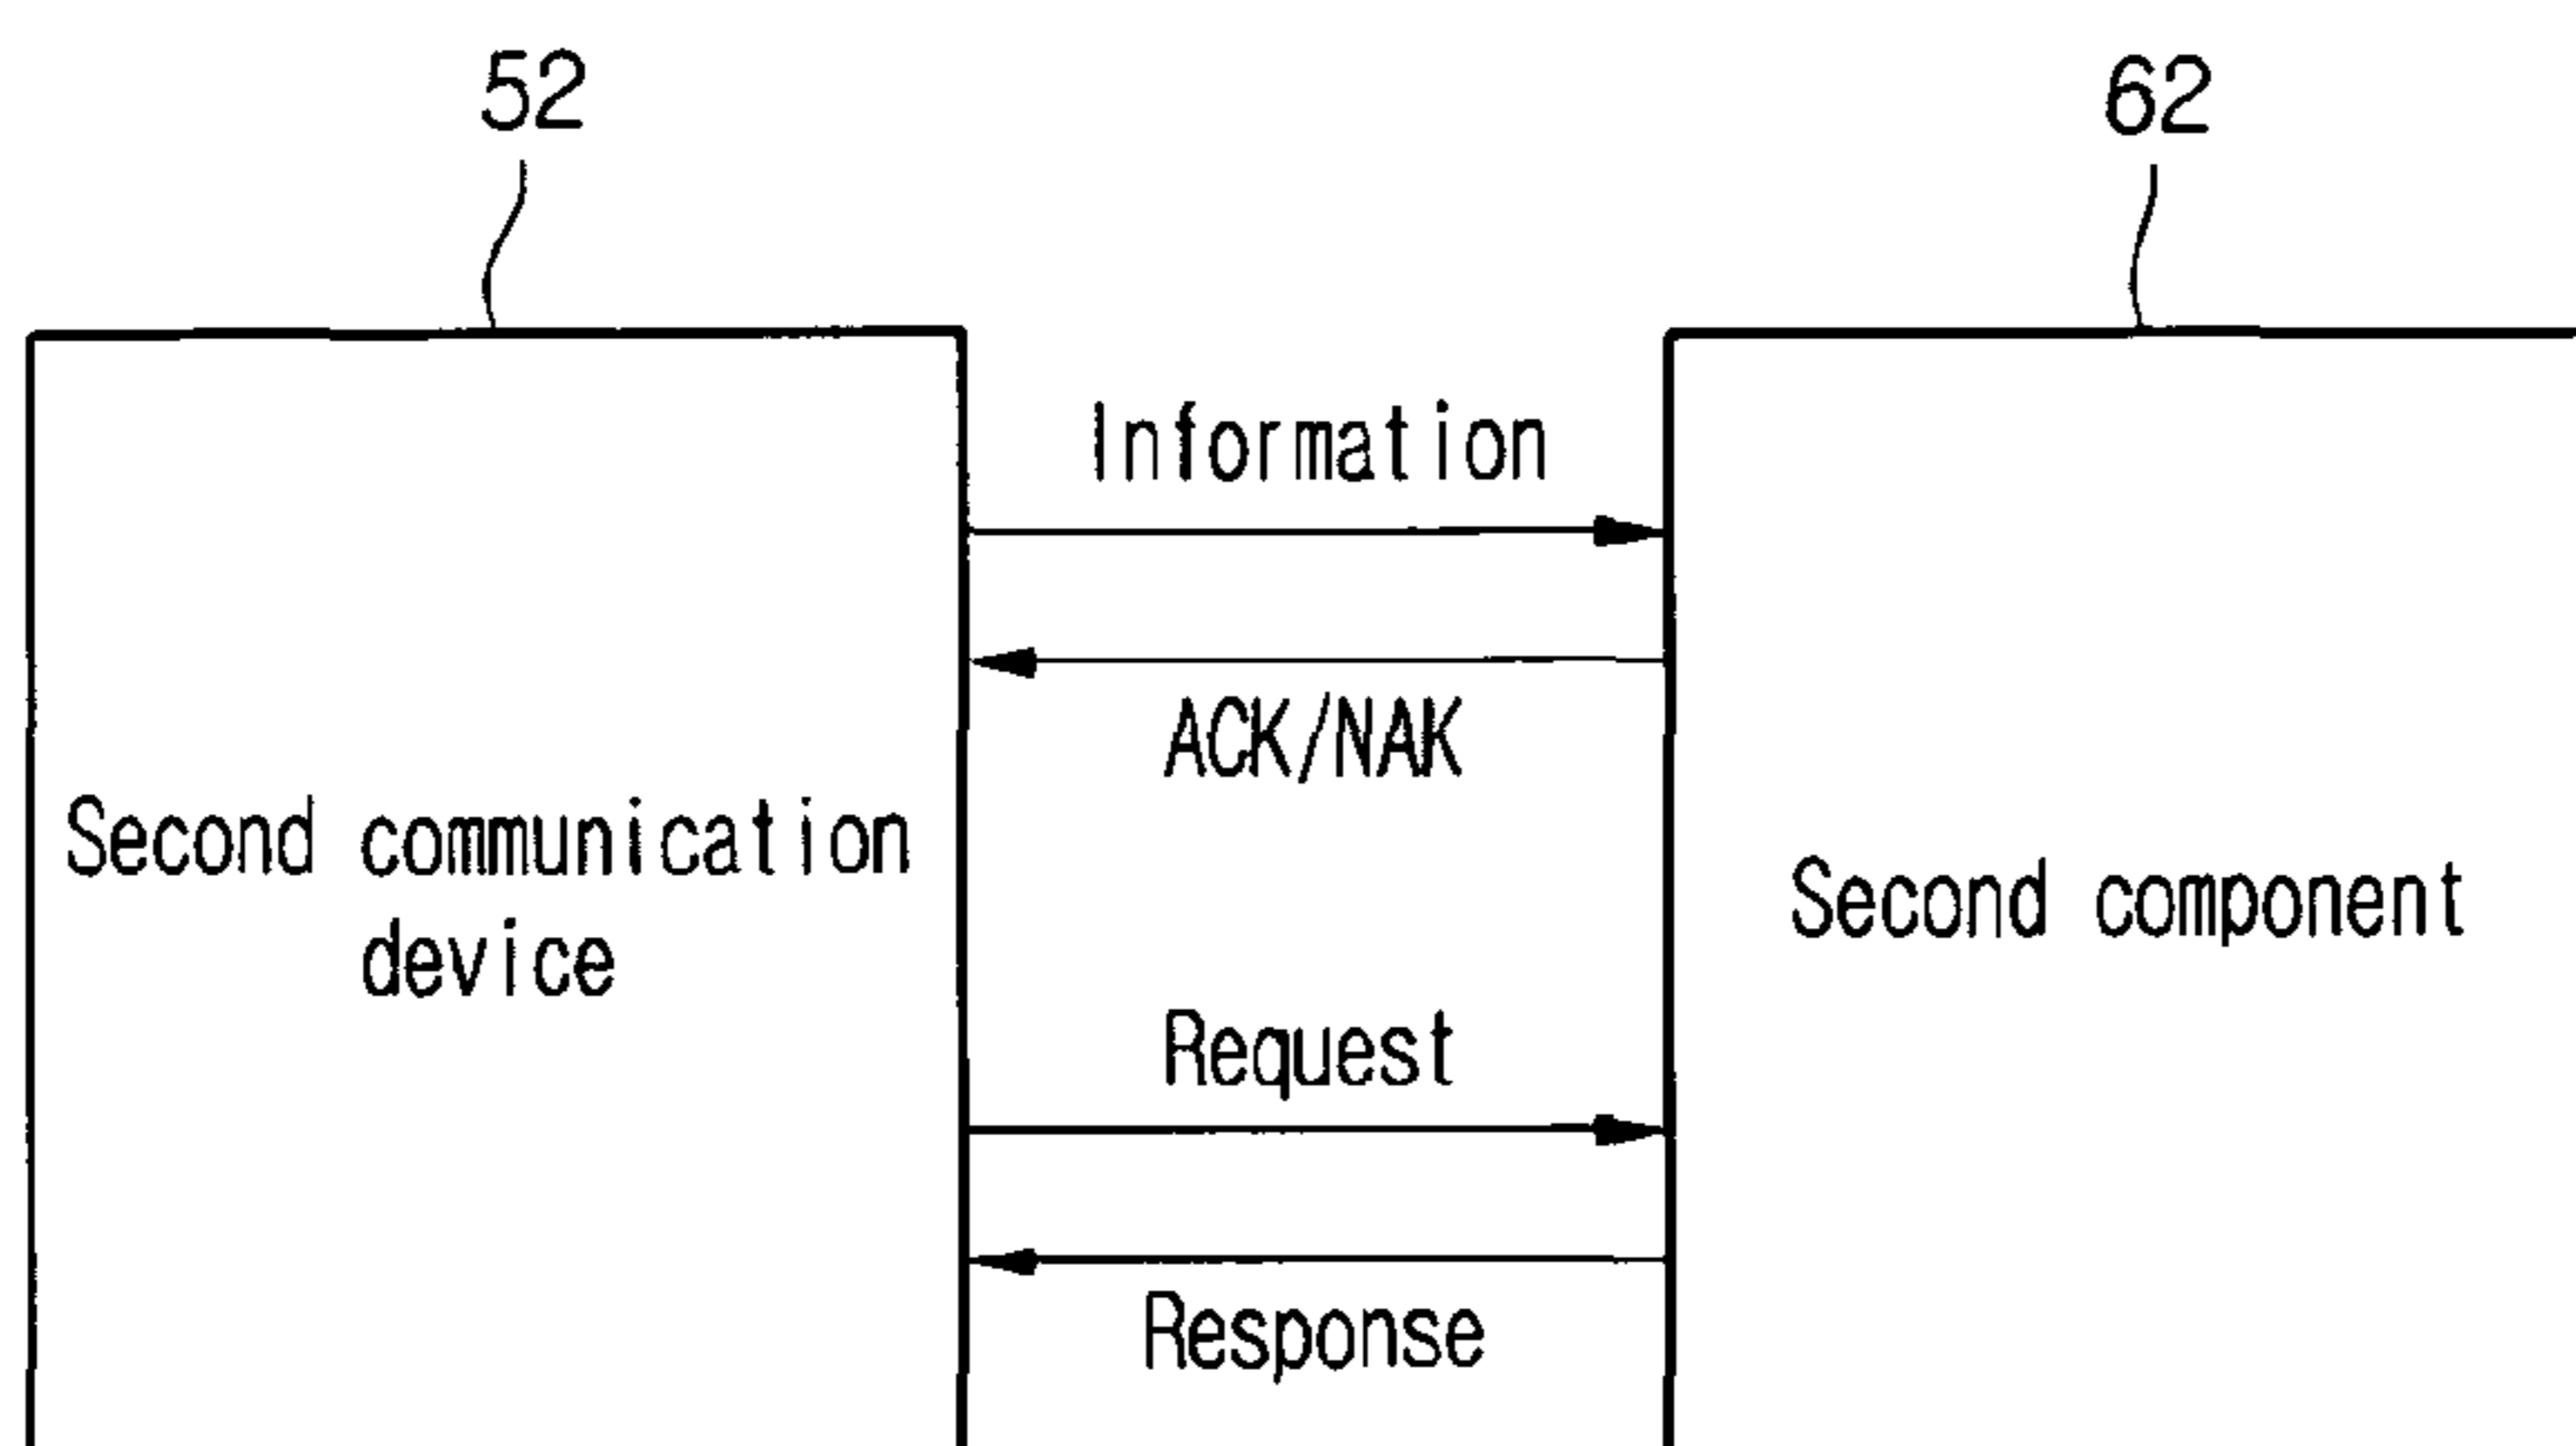 52
62
Information
ACK/NAK
Second communication
device
Second component
Request
Response